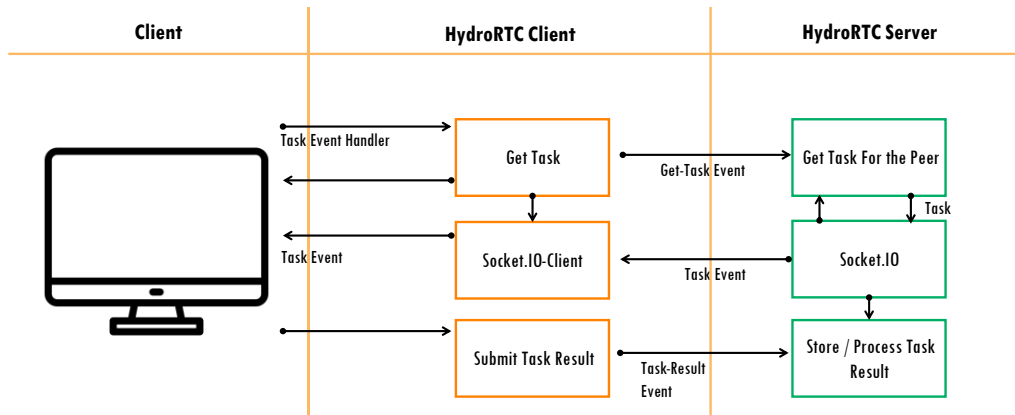 Client
HydroRTC Client
HydroRTC Server
Task Event Handler
Get Task
Get-Task Event
Get Task For the Peer
Task
Task Event
Socket.IO-Client
Task Event
Socket.IO
Submit Task Result
Task-Result
Event
Store / Process Task
Result